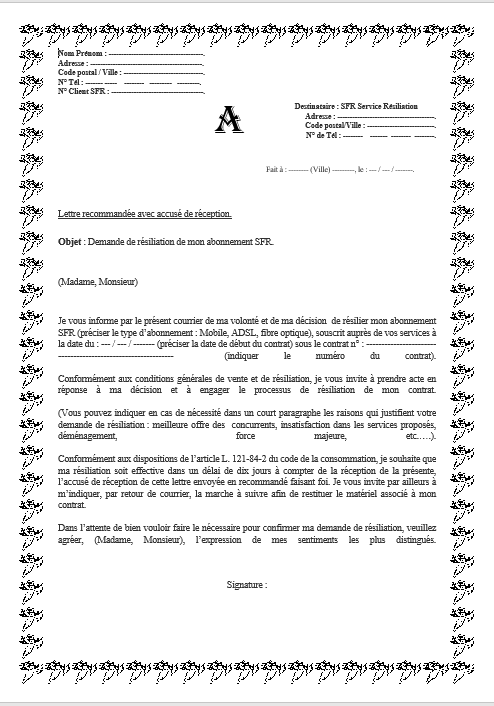 Nom Prénom : ----------------------------------.
Adresse : ----------------------------------------.
Code postal / Ville : -----------------------------.
N° Tél : ------- -----   --------   ---------   --------.
N° Client SFR : ---------------------------------.
A
Destinataire : SFR Service Résiliation
Adresse : -----------------------------------.
Code postal/Ville : ------------------------.
N° de Tél : --------   -------  --------  --------.
Fait à : --------- (Ville) ----------, le : --- / --- / -------.
Lettre recommandée avec accusé de réception.
Objet : Demande de résiliation de mon abonnement SFR.
(Madame, Monsieur)
Je vous informe par le présent courrier de ma volonté et de ma décision  de résilier mon abonnement
SFR (préciser le type d'abonnement : Mobile, ADSL, fibre optique), souscrit auprès de vos services à
la date du : --- / --- / ------- (préciser la date de début du contrat) sous le contrat n° : -----------------------
---------------------------------------- (indiquer le numéro du contrat).
Conformément aux conditions générales de vente et de résiliation, je vous invite à prendre acte en
réponse à ma décision et à engager le processus de résiliation de mon contrat.
(Vous pouvez indiquer en cas de nécessité dans un court paragraphe les raisons qui justifient votre
demande de résiliation : meilleure offre des  concurrents, insatisfaction dans les services proposés,
déménagement, force majeure, etc.….).
Conformément aux dispositions de l'article L. 121-84-2 du code de la consommation, je souhaite que
ma résiliation soit effective dans un délai de dix jours à compter de la réception de la présente,
l'accusé de réception de cette lettre envoyée en recommandé faisant foi. Je vous invite par ailleurs à
m'indiquer, par retour de courrier, la marche à suivre afin de restituer le matériel associé à mon
contrat.
Dans l'attente de bien vouloir faire le nécessaire pour confirmer ma demande de résiliation, veuillez
agréer, (Madame, Monsieur), l'expression de mes sentiments les plus distingués.
Signature :